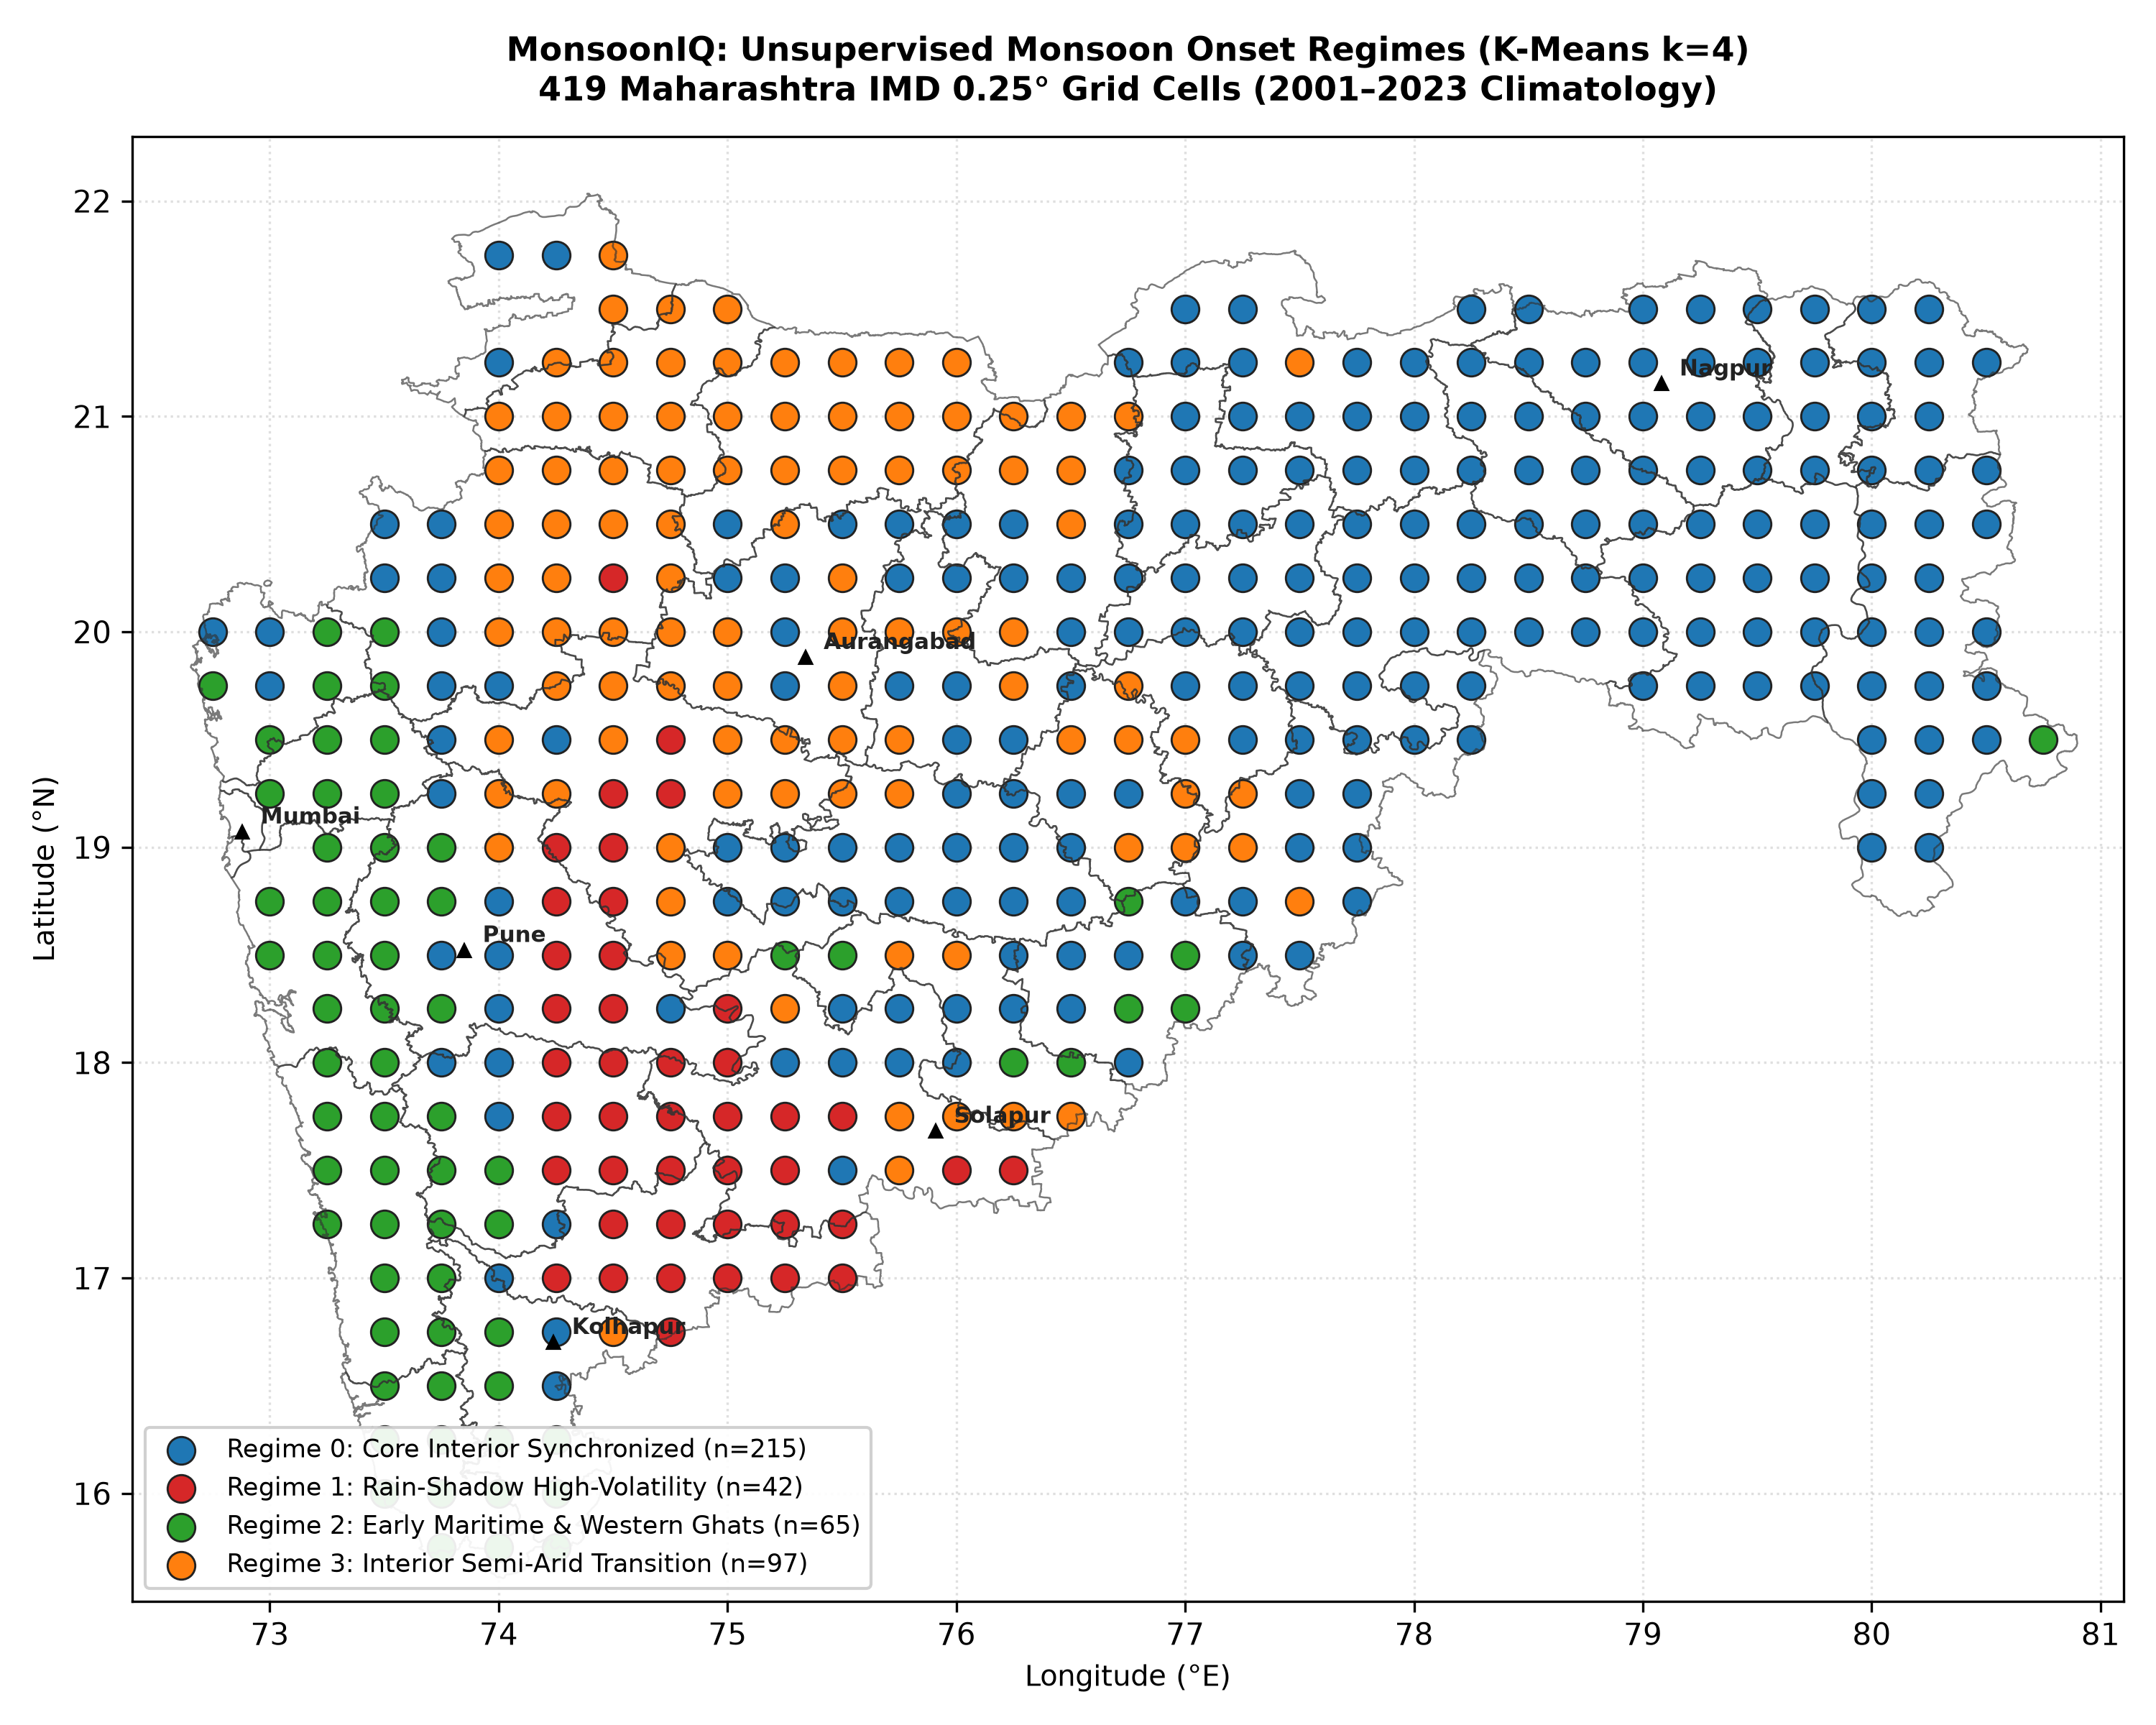 MonsoonIQ: Unsupervised Monsoon Onset Regimes (K-Means k=4)
419 Maharashtra IMD 0.25° Grid Cells (2001–2023 Climatology)
Latitude (°N)
22
21
20
19
18
17
16
Nagpur
Aurangabad
Mumbai
Pune
Solapur
Kolhapur
Regime 0: Core Interior Synchronized (n=215)
Regime 1: Rain-Shadow High-Volatility (n=42)
Regime 2: Early Maritime & Western Ghats (n=65)
Regime 3: Interior Semi-Arid Transition (n=97)
73 74 75 76 77 78 79 80 81
Longitude (°E)